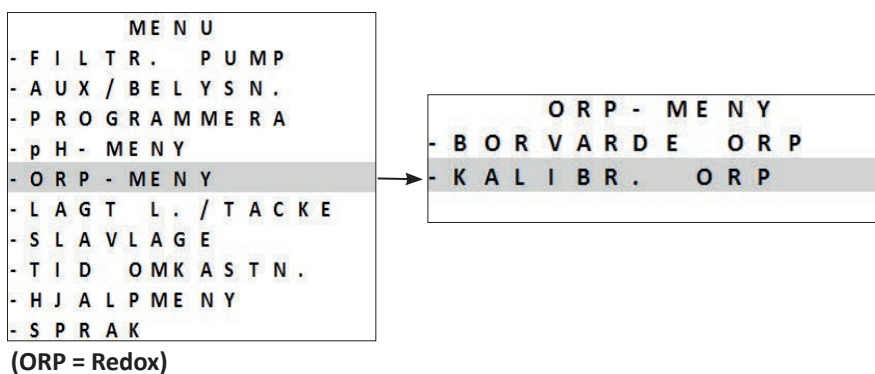 MENU
- FILTR. PUMP
- AUX/BELYSN.
- PROGRAMMERA
- pH- MENY
- ORP-MENY
- LAGT L./TACKE
- SLAVLAGE
- TID OMKASTN.
- HJALPMENY
- SPRAK
(ORP = Redox)
ORP- MENY
- BORVARDE ORP
- KALIBR. ORP